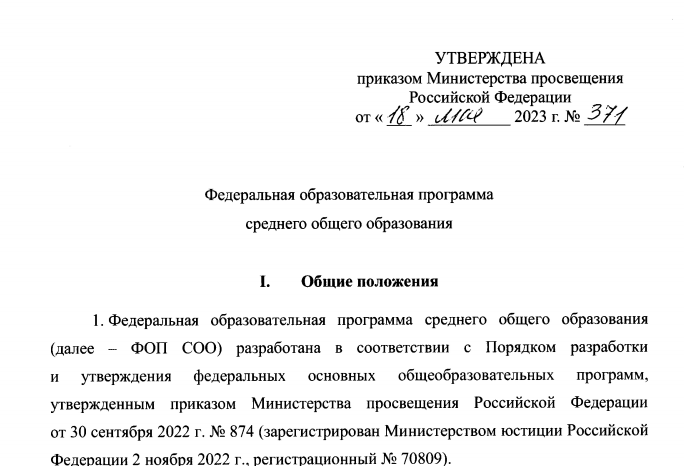 УТВЕРЖДЕНА
приказом Министерства просвещения
Российской Федерации
от « 18 » мая 2023 г. № 371
Федеральная образовательная программа
среднего общего образования
I. Общие положения
1. Федеральная образовательная программа среднего общего образования
(далее – ФОП СОО) разработана в соответствии с Порядком разработки
и утверждения федеральных основных общеобразовательных программ,
утвержденным приказом Министерства просвещения Российской Федерации
от 30 сентября 2022 г. № 874 (зарегистрирован Министерством юстиции Российской
Федерации 2 ноября 2022 г., регистрационный № 70809).